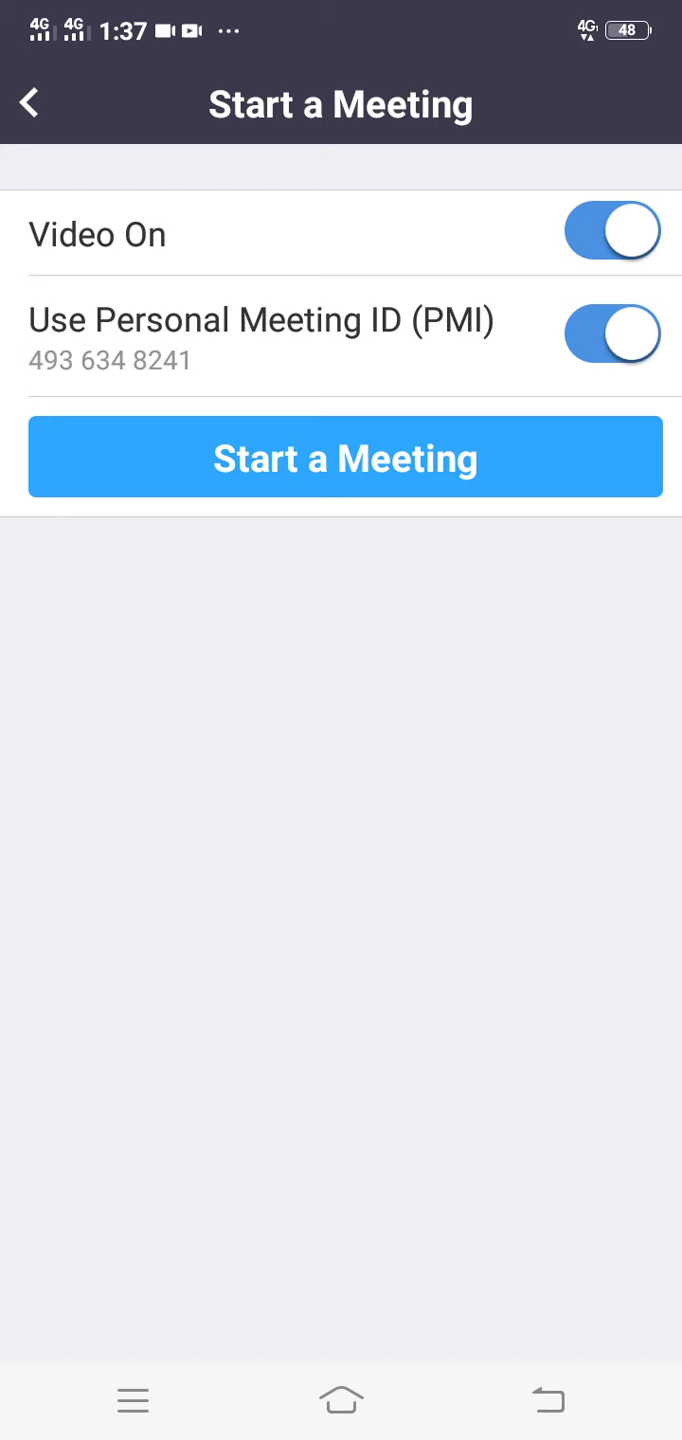 4G 4G 1:37 ... 4G 48
Start a Meeting
Video On
Use Personal Meeting ID (PMI)
493 634 8241
Start a Meeting